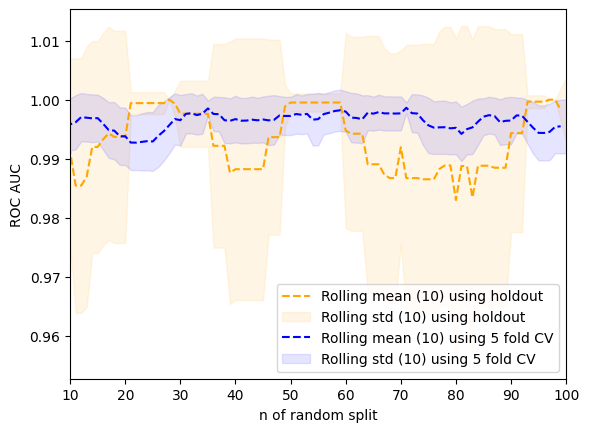 1.01
1.00
0.99
0.98
0.97
0.96
ROC AUC
Rolling mean (10) using holdout
Rolling std (10) using holdout
Rolling mean (10) using 5 fold CV
Rolling std (10) using 5 fold CV
10 20 30 40 50 60 70 80 90 100
n of random split